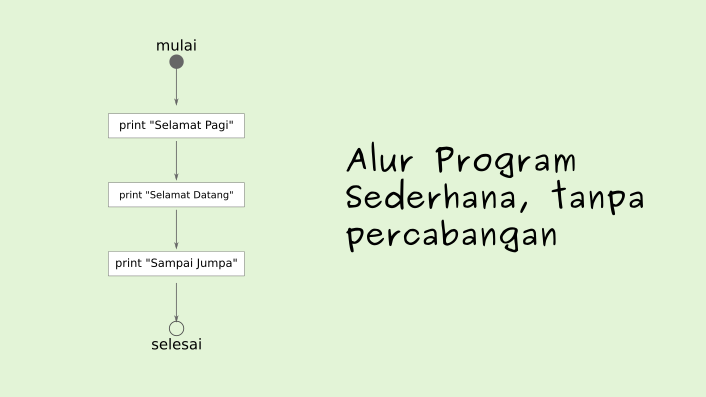 mulai
print "Selamat Pagi"
print "Selamat Datang"
print "Sampai Jumpa"
selesai
Alur Program
Sederhana, tanpa
percabangan